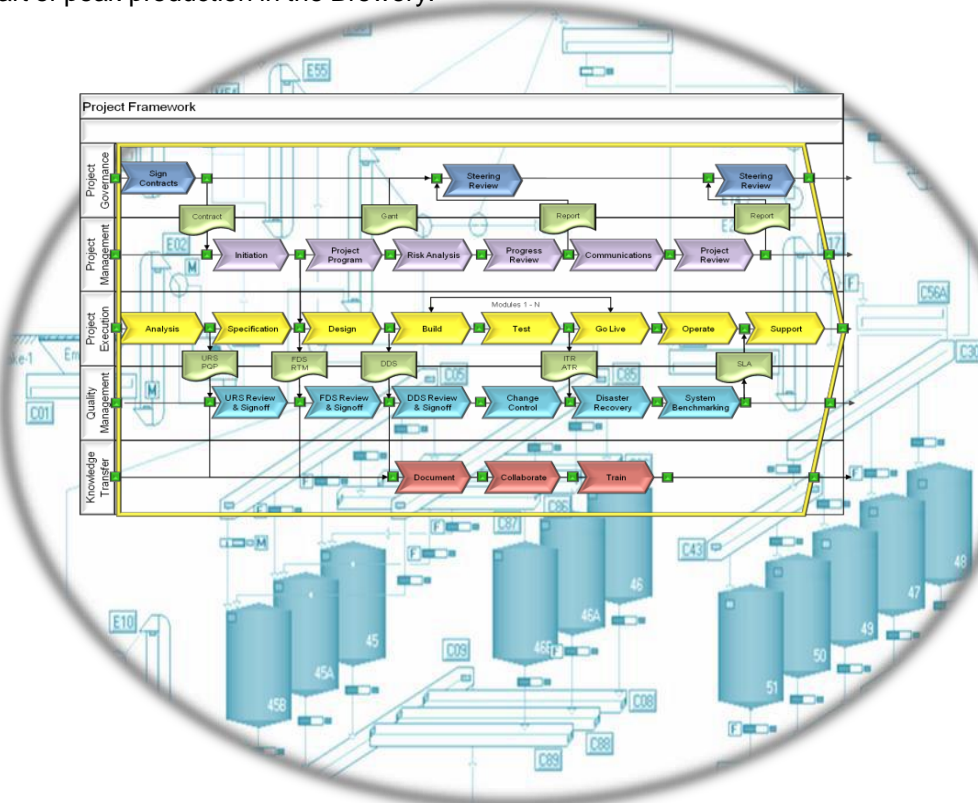 art of peak production in the Brewery.
E55
Project Framework
Project
Governance
Sign
Contracts
Steering
Review
Steering
Review
Contract
Gant
Report
Report
Project
Management
E02
M
Initiation
Project
Program
Risk Analysis
Progress
Review
Communications
Project
Review
17
F
C56A
Modules 1 - N
Project
Execution
Analysis
Specification
Design
Build
Test
Go Live
Operate
Support
URS
PQP
FDS
RTM
DDS
ITR
ATR
SLA
oke-1
Em
M
C01
C05
C85
C30
Quality
Management
URS Review
& Signoff
FDS Review
& Signoff
DDS Review
& Signoff
Change
Control
Disaster
Recovery
System
Benchmarking
Knowledge
Transfer
Document
Collaborate
Train
F
F
C86
C87
M
F
C43
F
48
47
49
50
51
46
46A
45
45A
45B
E10
C09
F
F
C08
C88
C89